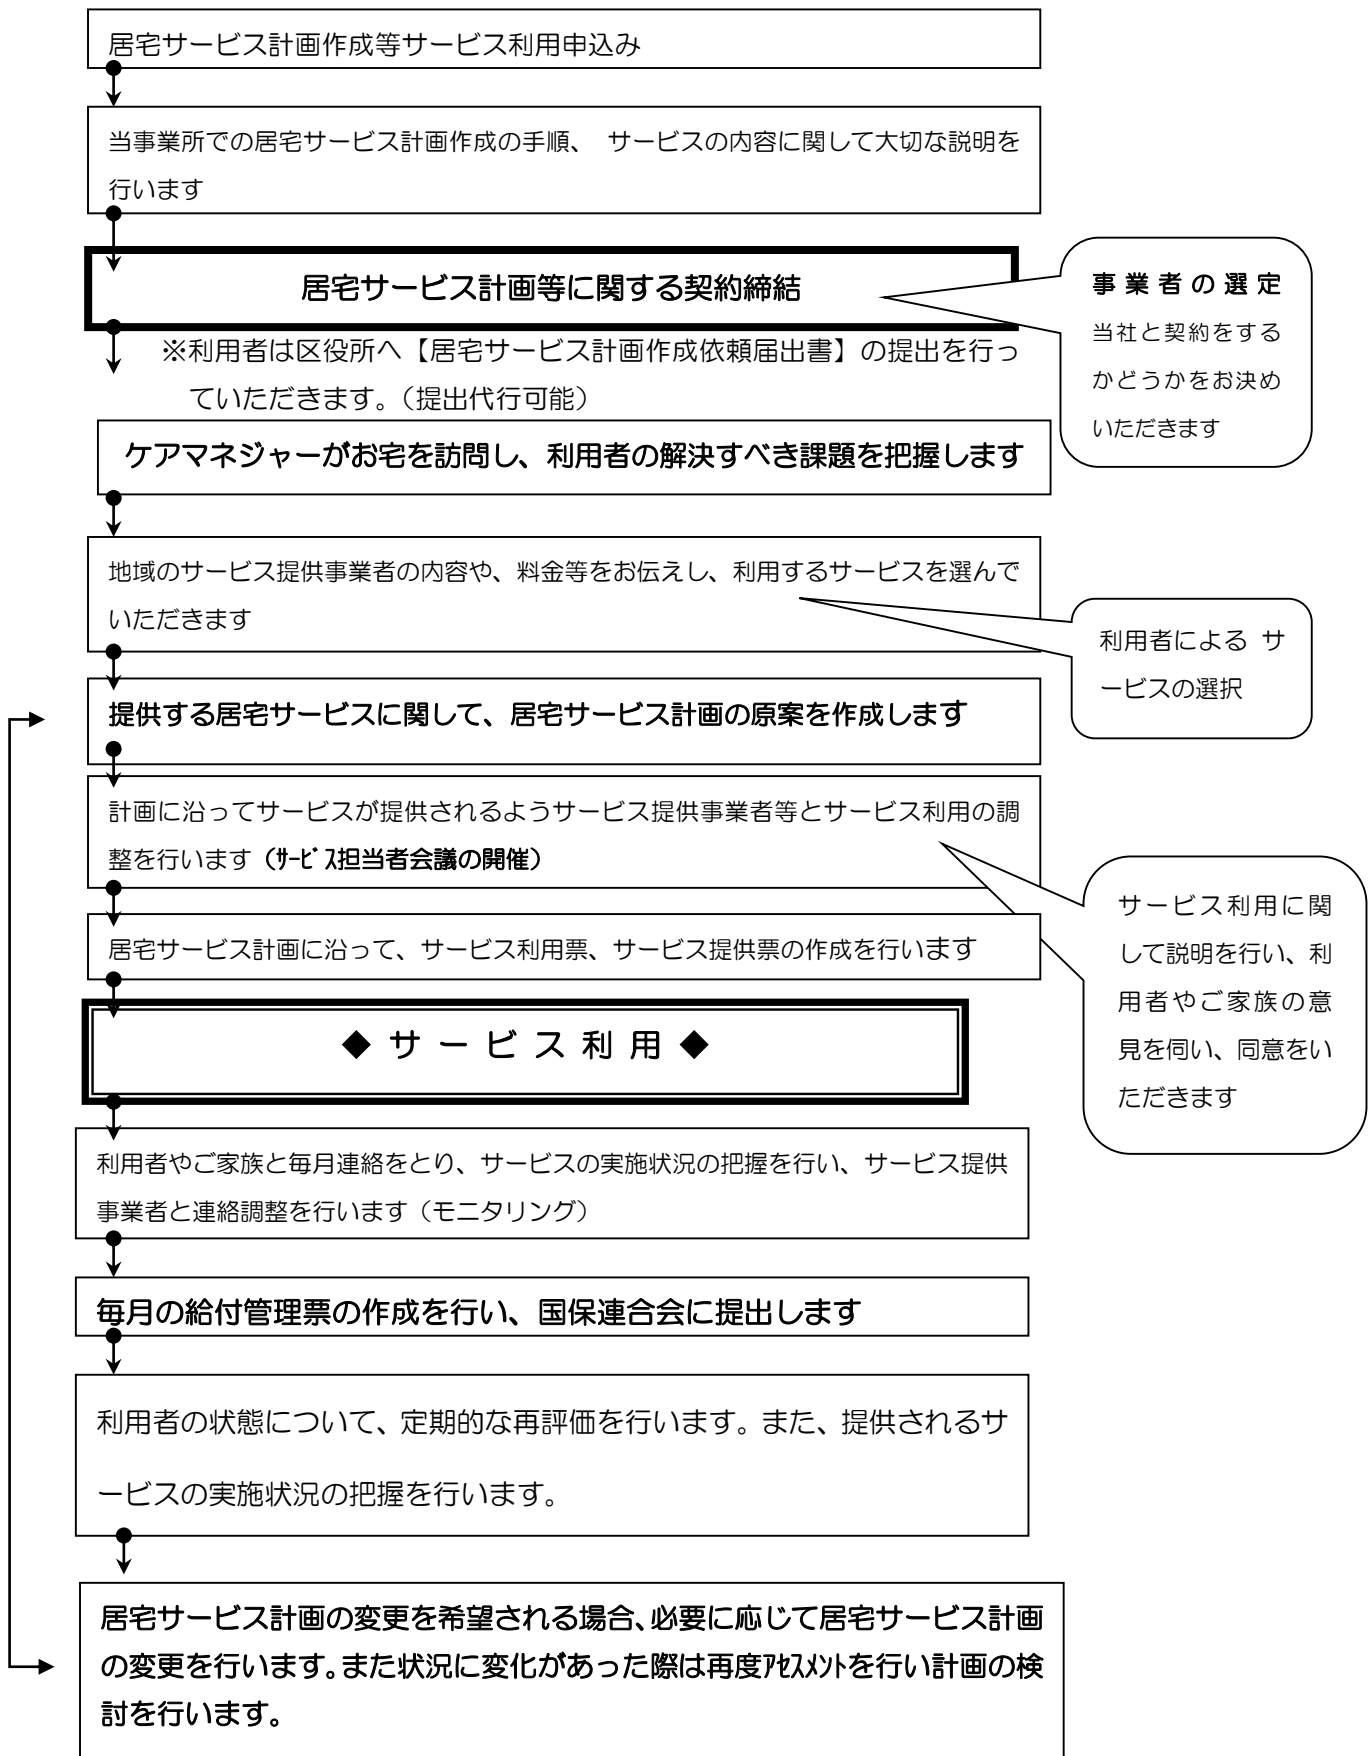 居宅サービス計画作成等サービス利用申込み
当事業所での居宅サービス計画作成の手順、 サービスの内容に関して大切な説明を
行います
居宅サービス計画等に関する契約締結
事業者の選定
当社と契約をする
かどうかをお決め
いただきます
※利用者は区役所へ【居宅サービス計画作成依頼届出書】の提出を行っ
ていただきます。（提出代行可能）
ケアマネジャーがお宅を訪問し、利用者の解決すべき課題を把握します
地域のサービス提供事業者の内容や、料金等をお伝えし、利用するサービスを選んで
いただきます
利用者による サ
ービスの選択
提供する居宅サービスに関して、居宅サービス計画の原案を作成します
計画に沿ってサービスが提供されるようサービス提供事業者等とサービス利用の調
整を行います（ｻｰﾋﾞｽ担当者会議の開催）
サービス利用に関
して説明を行い、利
用者やご家族の意
見を伺い、同意をい
ただきます
居宅サービス計画に沿って、サービス利用票、サービス提供票の作成を行います
◆ サ ー ビ ス 利 用 ◆
利用者やご家族と毎月連絡をとり、サービスの実施状況の把握を行い、サービス提供
事業者と連絡調整を行います（モニタリング）
毎月の給付管理票の作成を行い、国保連合会に提出します
利用者の状態について、定期的な再評価を行います。また、提供されるサ
ービスの実施状況の把握を行います。
居宅サービス計画の変更を希望される場合、必要に応じて居宅サービス計画
の変更を行います。また状況に変化があった際は再度ｱｾｽﾒﾝﾄを行い計画の検
討を行います。